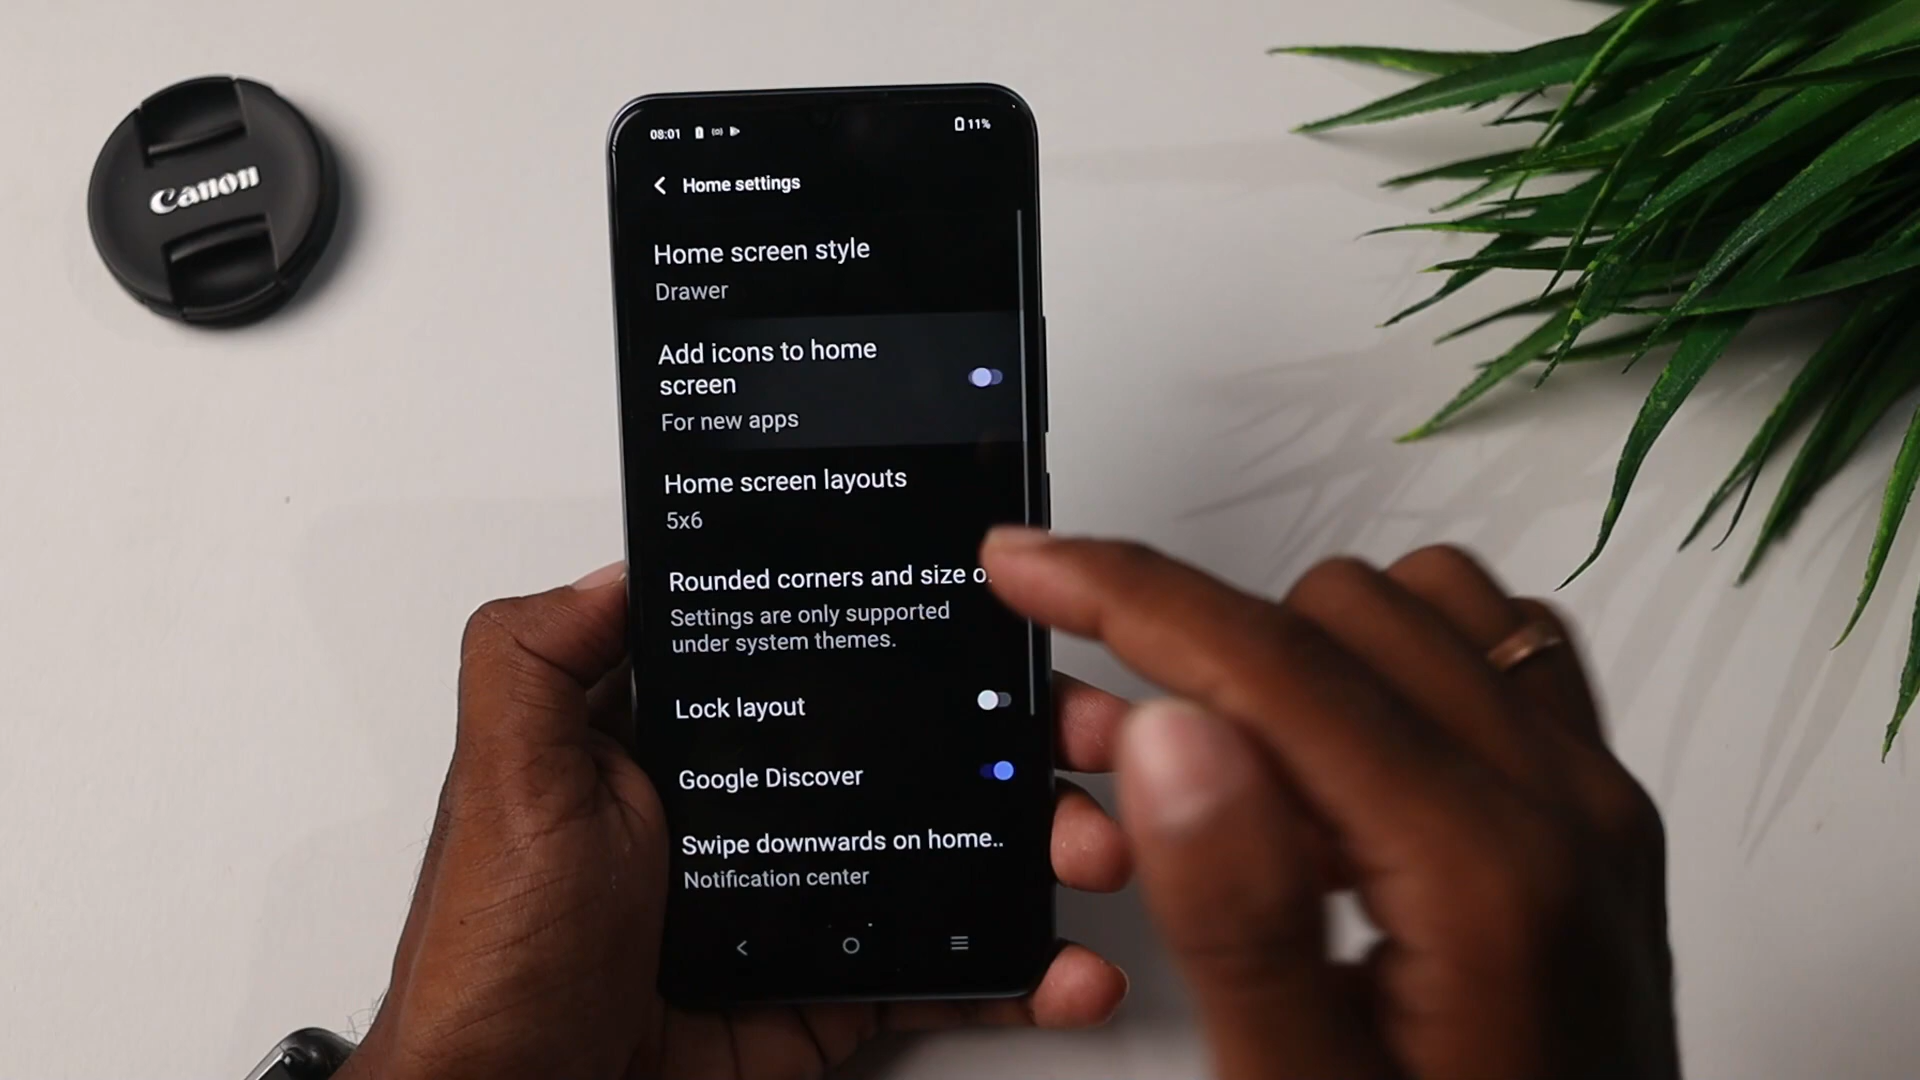 Canon
08:01
11%
Home settings
Home screen style
Drawer
Add icons to home
screen
For new apps
Home screen layouts
5x6
Rounded corners and size o
Settings are only supported
under system themes.
Lock layout
Google Discover
Swipe downwards on home..
Notification center